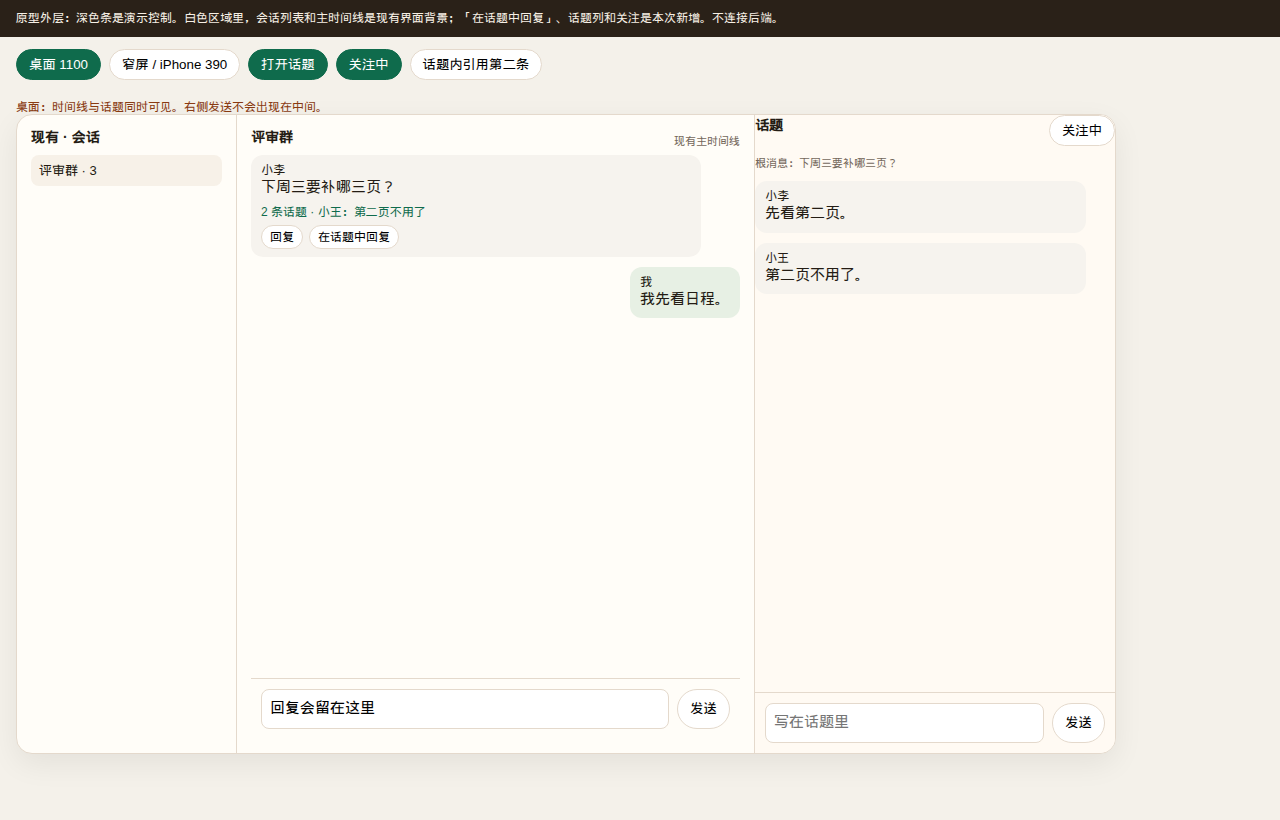 原型外层：深色条是演示控制。白色区域里，会话列表和主时间线是现有界面背景；「在话题中回复」、话题列和关注是本次新增。不连接后端。
桌面 1100
窄屏 / iPhone 390
打开话题
关注中
话题内引用第二条
桌面：时间线与话题同时可见。右侧发送不会出现在中间。
现有 · 会话
评审群 · 3
评审群
现有主时间线
小李
下周三要补哪三页？
2 条话题 · 小王：第二页不用了
回复
在话题中回复
我
我先看日程。
回复会留在这里
发送
话题
关注中
根消息：下周三要补哪三页？
小李
先看第二页。
小王
第二页不用了。
写在话题里
发送